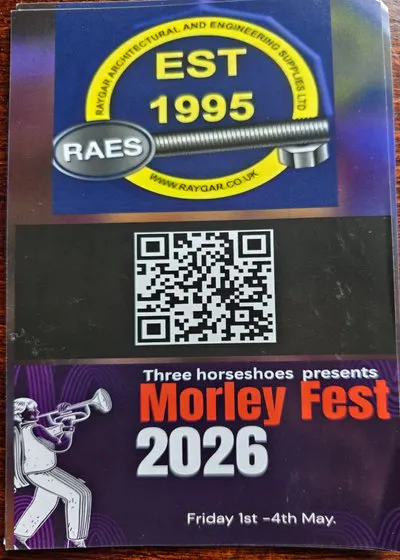 RAYGAR ARCHITECTURAL AND ENGINEERING SUPPLIES LTD
EST
1995
RAES
WWW.RAYGAR.CO.UK
Three horseshoes presents
Morley Fest
2026
Friday 1st -4th May.